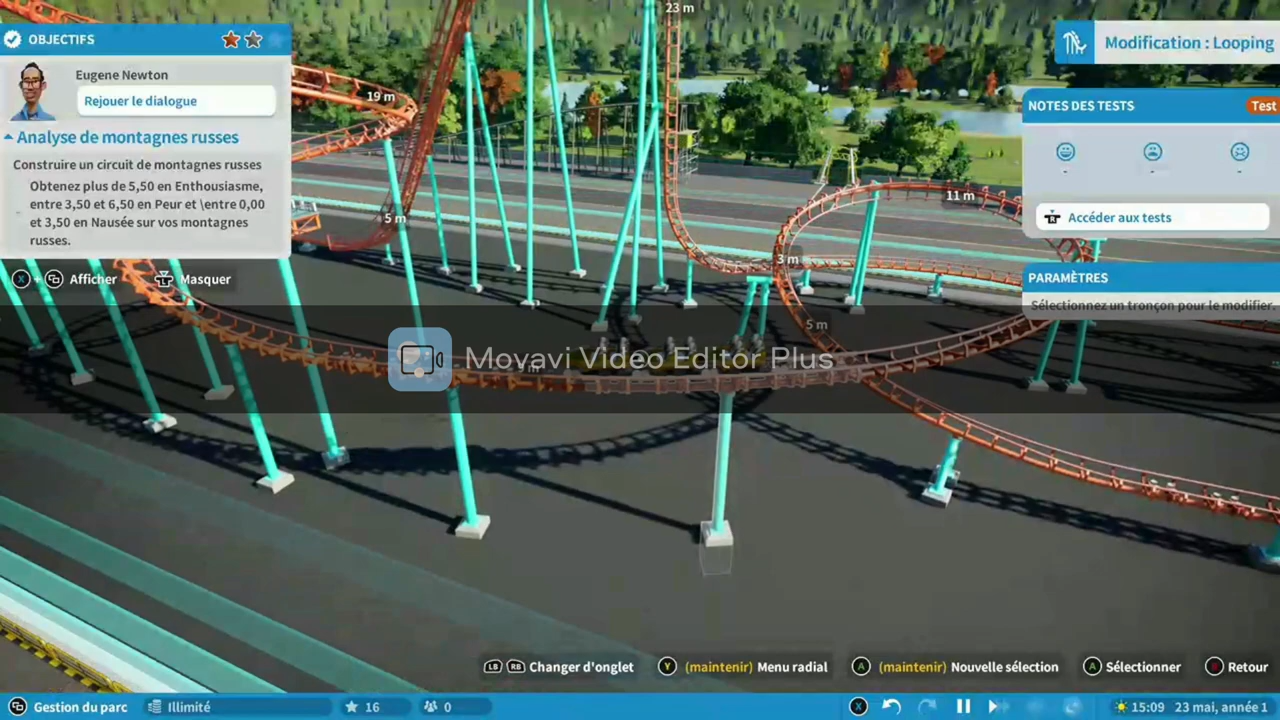 23 m
OBJECTIFS
Modification : Looping
Eugene Newton
Rejouer le dialogue
19 m
NOTES DES TESTS
Test
Analyse de montagnes russes
Construire un circuit de montagnes russes
Obtenez plus de 5,50 en Enthousiasme,
entre 3,50 et 6,50 en Peur et \entre 0,00
et 3,50 en Nausée sur vos montagnes
russes.
- - -
11 m
5 m
Accéder aux tests
3 m
X + Afficher
Masquer
PARAMÈTRES
Sélectionnez un tronçon pour le modifier.
5 m
Movavi Video Editor Plus
LB RB Changer d'onglet
Y (maintenir) Menu radial
A (maintenir) Nouvelle sélection
A Sélectionner
B Retour
Gestion du parc
Illimité
16
0
X
15:09 23 mai, année 1